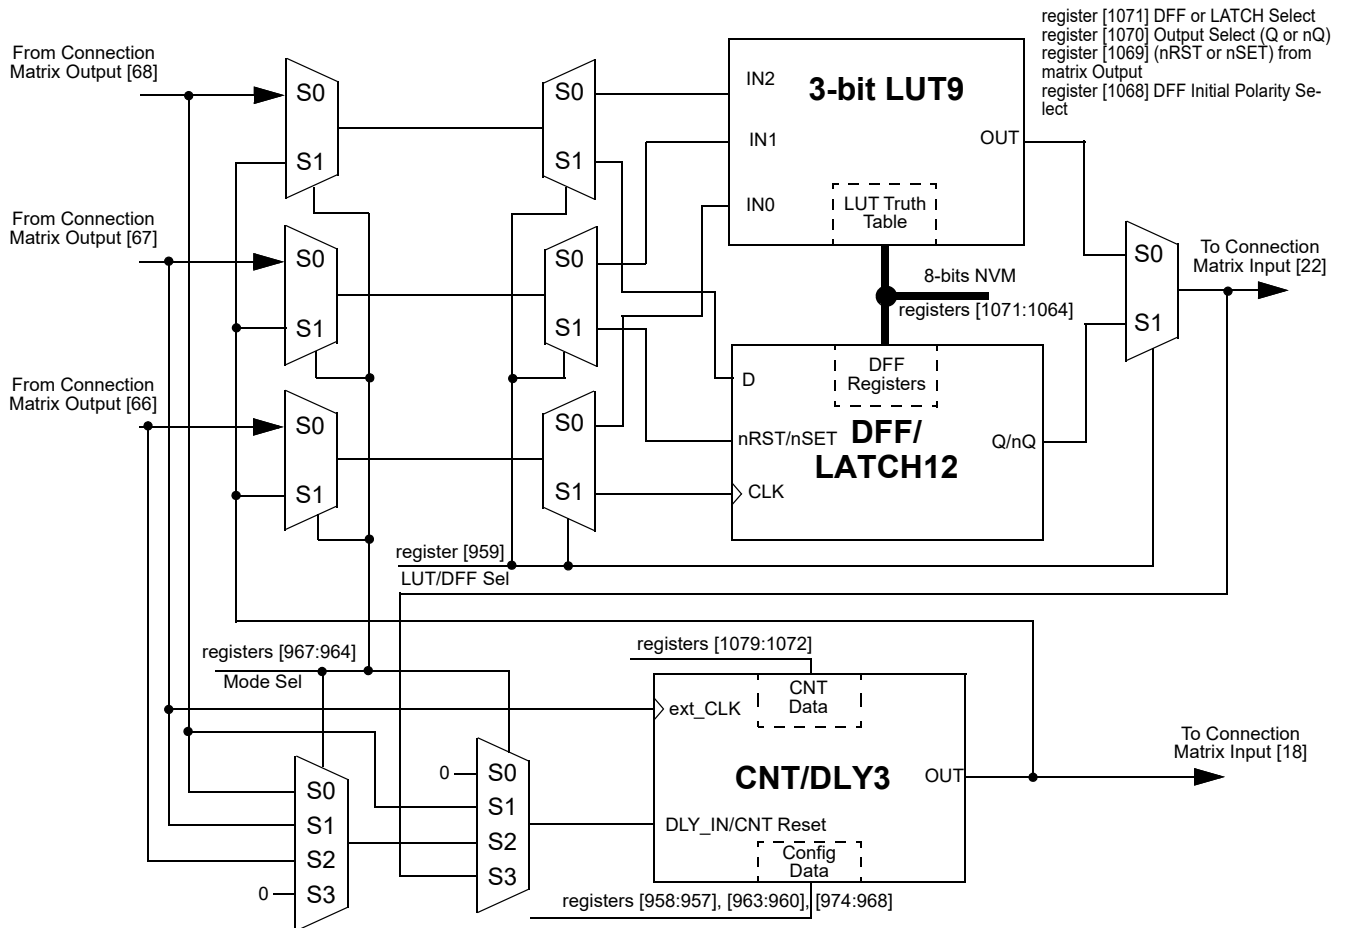 register [1071] DFF or LATCH Select
register [1070] Output Select (Q or nQ)
register [1069] (nRST or nSET) from
matrix Output
register [1068] DFF Initial Polarity Se-
lect
From Connection
Matrix Output [68]
S0
S1
S0
S1
IN2
3-bit LUT9
IN1
OUT
IN0
LUT Truth
Table
From Connection
Matrix Output [67]
S0
S1
S0
S1
8-bits NVM
registers [1071:1064]
S0
S1
To Connection
Matrix Input [22]
From Connection
Matrix Output [66]
S0
S1
S0
S1
DFF
Registers
D
nRST/nSET
DFF/
LATCH12
Q/nQ
CLK
register [959]
LUT/DFF Sel
registers [967:964]
Mode Sel
registers [1079:1072]
CNT
Data
ext_CLK
CNT/DLY3
OUT
To Connection
Matrix Input [18]
DLY_IN/CNT Reset
Config
Data
0
S0
S1
S2
S3
S0
S1
S2
0
S3
registers [958:957], [963:960], [974:968]